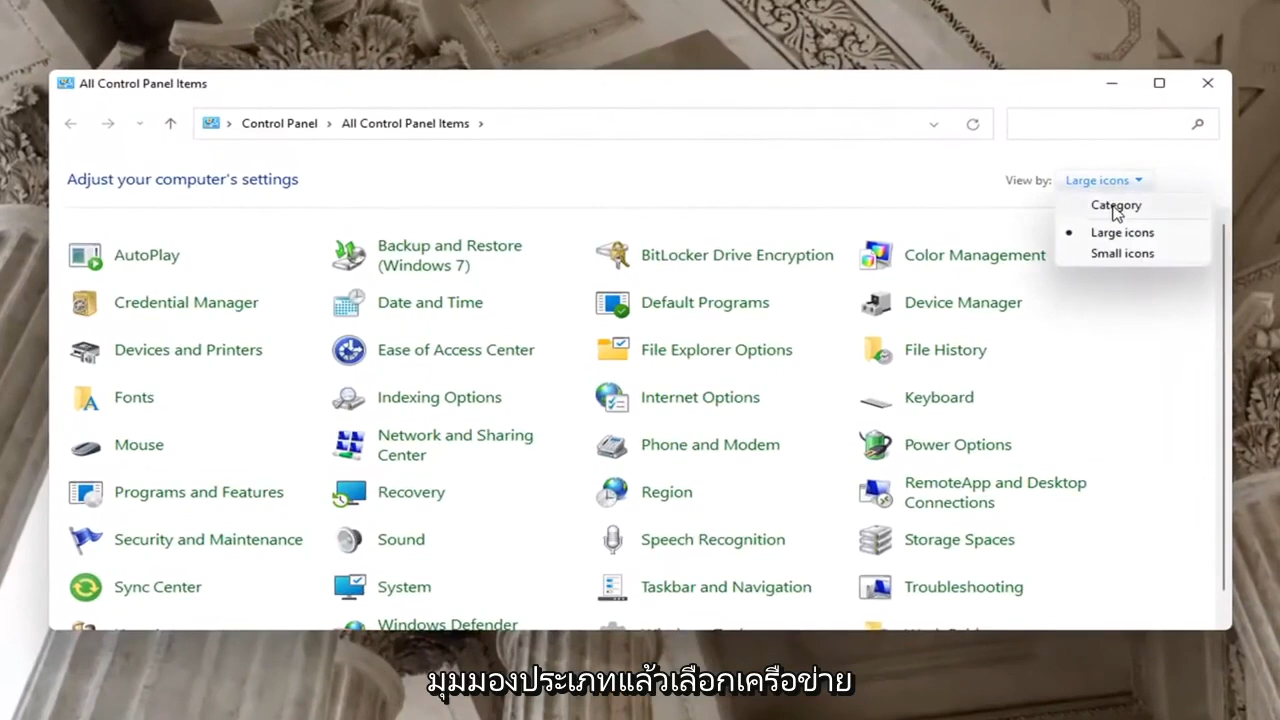 All Control Panel Items
Control Panel
All Control Panel Items
Adjust your computer's settings
View by:
Large icons
Category
Large icons
Small icons
AutoPlay
Backup and Restore
(Windows 7)
BitLocker Drive Encryption
Color Management
Credential Manager
Date and Time
Default Programs
Device Manager
Devices and Printers
Ease of Access Center
File Explorer Options
File History
Fonts
Indexing Options
Internet Options
Keyboard
Mouse
Network and Sharing
Center
Phone and Modem
Power Options
Programs and Features
Recovery
Region
RemoteApp and Desktop
Connections
Security and Maintenance
Sound
Speech Recognition
Storage Spaces
Sync Center
System
Taskbar and Navigation
Troubleshooting
Windows Defender
มุมมองประเภทแล้วเลือกเครือข่าย